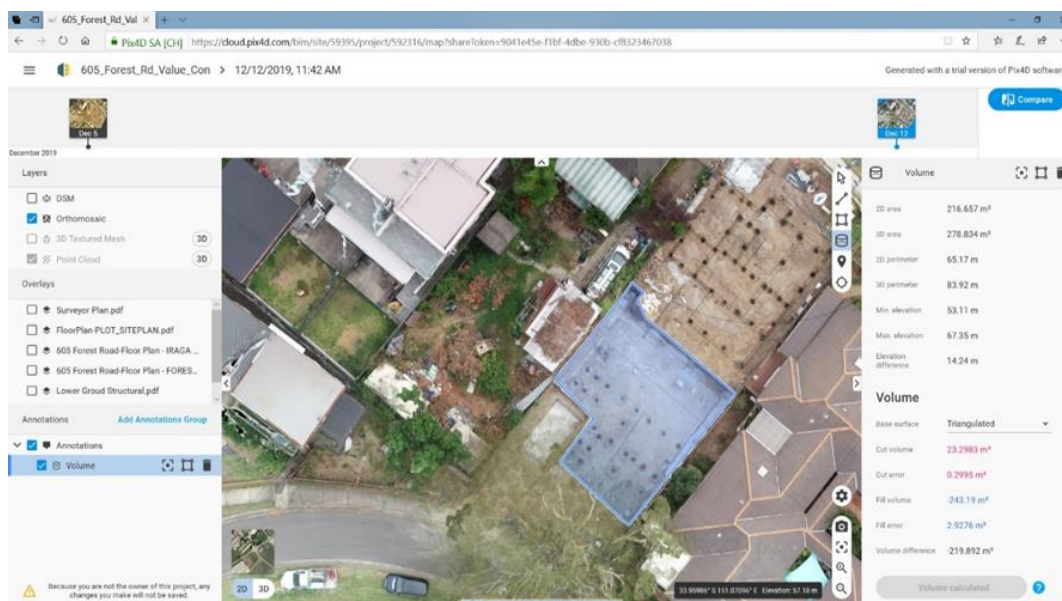 605_Forest_Rd_Val
Pix4D SA [CH] https://cloud.pix4d.com/bim/site/59395/project/592316/map?shareToken=9041e45e-f1bf-4dbe-930b-cf8323467038
605_Forest_Rd_Value_Con > 12/12/2019, 11:42 AM
Generated with a trial version of Pix4D software
Compare
Dec 5
Dec 12
December 2019
Layers
DSM
Orthomosaic
3D Textured Mesh 3D
Point Cloud 3D
Overlays
Surveyor Plan.pdf
FloorPlan-PLOT_SITEPLAN.pdf
605 Forest Road-Floor Plan - IRAGA ...
605 Forest Road-Floor Plan - FORES...
Lower Groud Structural.pdf
Annotations Add Annotations Group
Annotations
Volume
Because you are not the owner of this project, any
changes you make will not be saved.
2D 3D
33.95986° S 151.07096° E Elevation: 57.18 m
Volume
2D area 216.657 m²
3D area 278.834 m²
2D perimeter 65.17 m
3D perimeter 83.92 m
Min. elevation 53.11 m
Max. elevation 67.35 m
Elevation
difference 14.24 m
Volume
Base surface Triangulated
Cut volume 23.2983 m³
Cut error 0.2995 m³
Fill volume -243.19 m³
Fill error 2.9276 m³
Volume difference -219.892 m³
Volume calculated